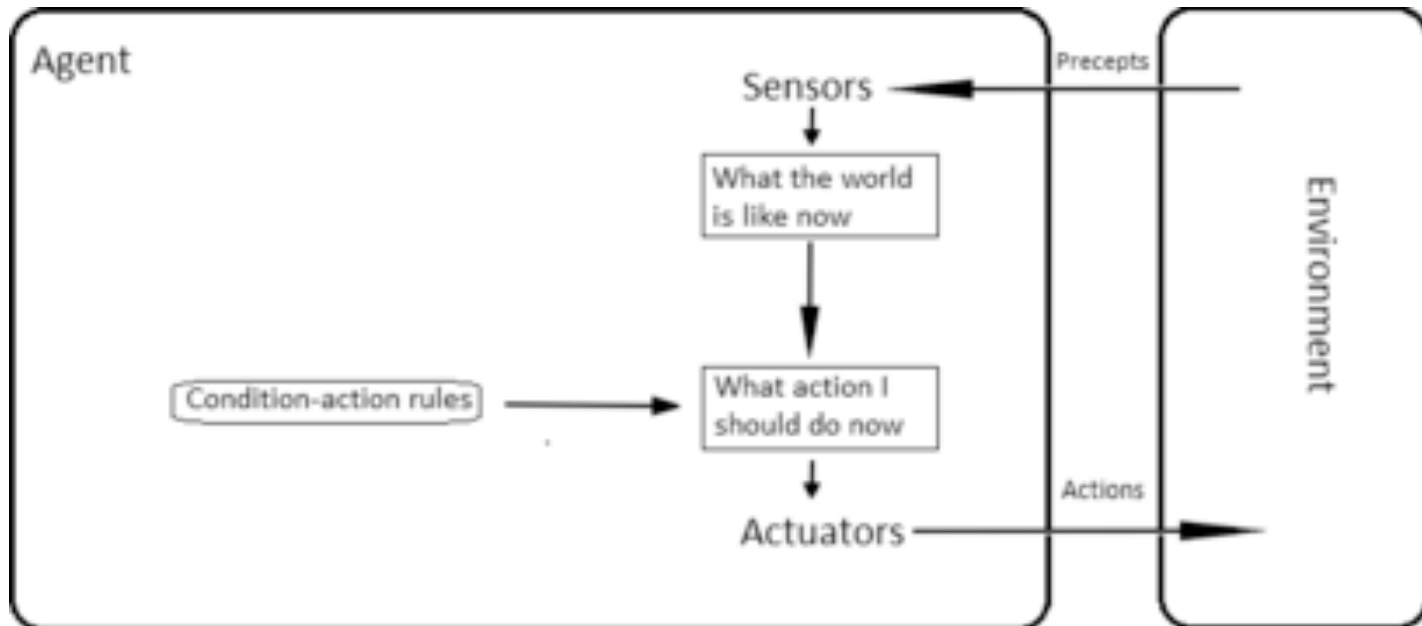 Agent
Precepts
Sensors
What the world
is like now
Environment
Condition-action rules
What action I
should do now
Actions
Actuators